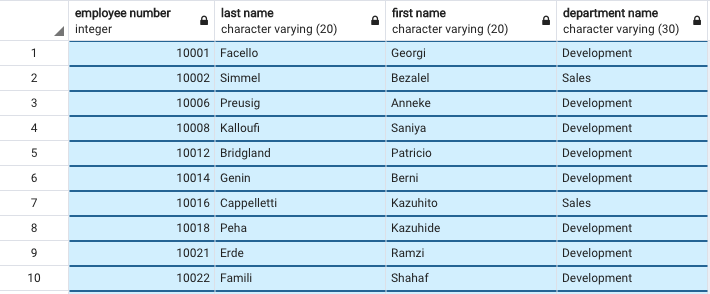 employee number last name first name department name
integer character varying (20) character varying (20) character varying (30)
1 10001 Facello Georgi Development
2 10002 Simmel Bezalel Sales
3 10006 Preusig Anneke Development
4 10008 Kalloufi Saniya Development
5 10012 Bridgland Patricio Development
6 10014 Genin Berni Development
7 10016 Cappelletti Kazuhito Sales
8 10018 Peha Kazuhide Development
9 10021 Erde Ramzi Development
10 10022 Famili Shahaf Development